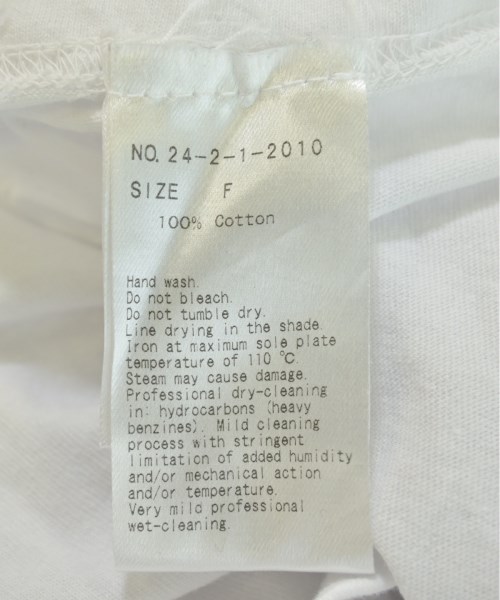 NO. 24-2-1-2010
SIZE F
100% Cotton
Hand wash.
Do not bleach.
Do not tumble dry.
Line drying in the shade.
Iron at maximum sole plate
temperature of 110 ℃.
Steam may cause damage.
Professional dry-cleaning
in: hydrocarbons (heavy
benzines). Mild cleaning
process with stringent
limitation of added humidity
and/or mechanical action
and/or temperature.
Very mild professional
wet-cleaning.